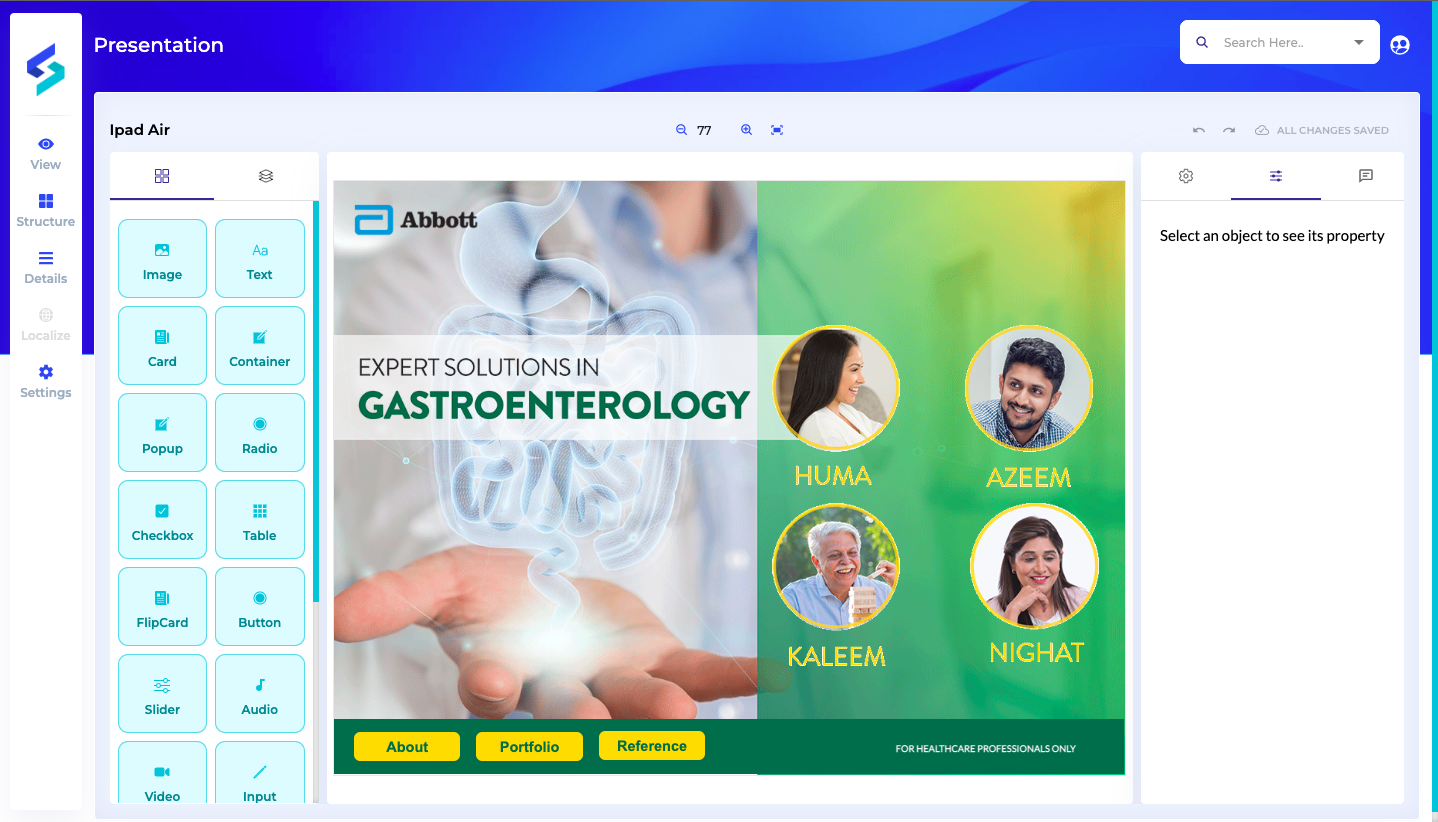 Presentation
Search Here..
View
Structure
Details
Localize
Settings
Ipad Air
77
ALL CHANGES SAVED
Image
Text
Card
Container
Popup
Radio
Checkbox
Table
FlipCard
Button
Slider
Audio
Video
Input
Abbott
EXPERT SOLUTIONS IN
GASTROENTEROLOGY
HUMA
AZEEM
KALEEM
NIGHAT
About
Portfolio
Reference
FOR HEALTHCARE PROFESSIONALS ONLY
Select an object to see its property